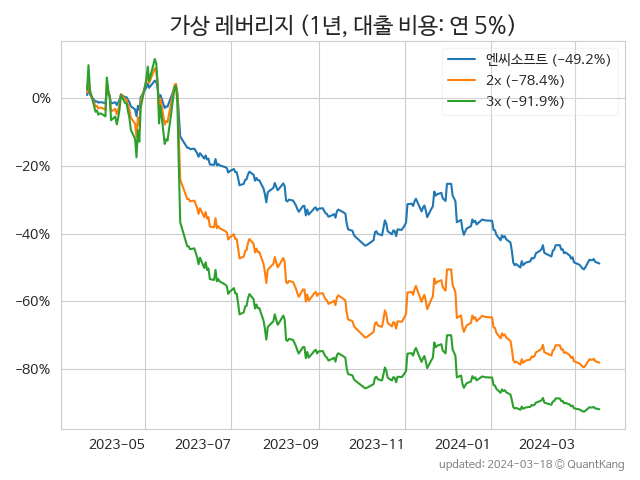 가상 레버리지 (1년, 대출 비용: 연 5%)
엔씨소프트 (−49.2%)
2x (−78.4%)
3x (−91.9%)
0%
−20%
−40%
−60%
−80%
2023-05 2023-07 2023-09 2023-11 2024-01 2024-03
updated: 2024-03-18 © QuantKang